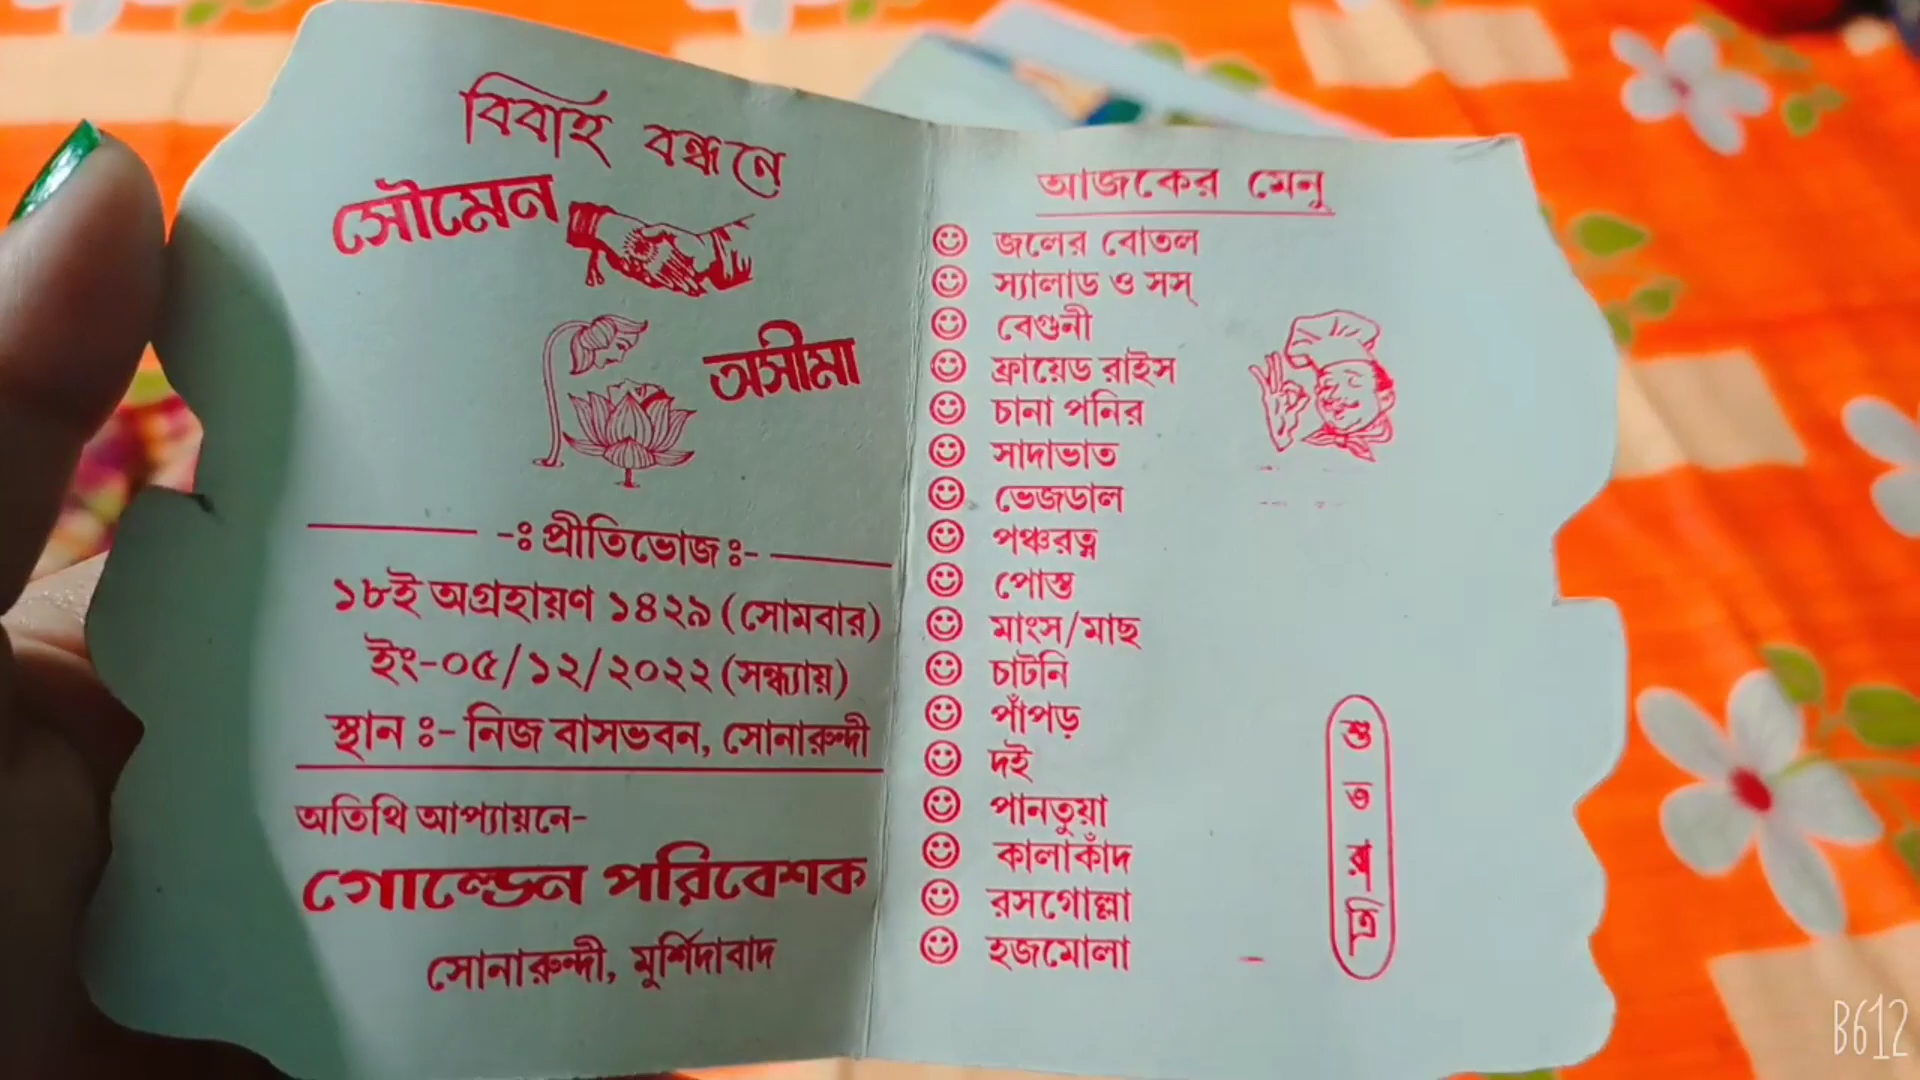 বিবাহ বন্ধনে
সৌমেন
অসীমা
-ঃ প্রীতিভোজ ঃ-
১৮ই অগ্রহায়ণ ১৪২৯ (সোমবার)
ইং-০৫/১২/২০২২ (সন্ধ্যায়)
স্থান ঃ- নিজ বাসভবন, সোনারুন্দী
অতিথি আপ্যায়নে-
গোল্ডেন পরিবেশক
সোনারুন্দী, মুর্শিদাবাদ
আজকের মেনু
জলের বোতল
স্যালাড ও সস্
বেগুনী
ফ্রায়েড রাইস
চানা পনির
সাদাভাত
ভেজডাল
পঞ্চরত্ন
পোস্ত
মাংস/মাছ
চাটনি
পাঁপড়
দই
পানতুয়া
কালাকাঁদ
রসগোল্লা
হজমোলা
শুভরাত্রি
B612